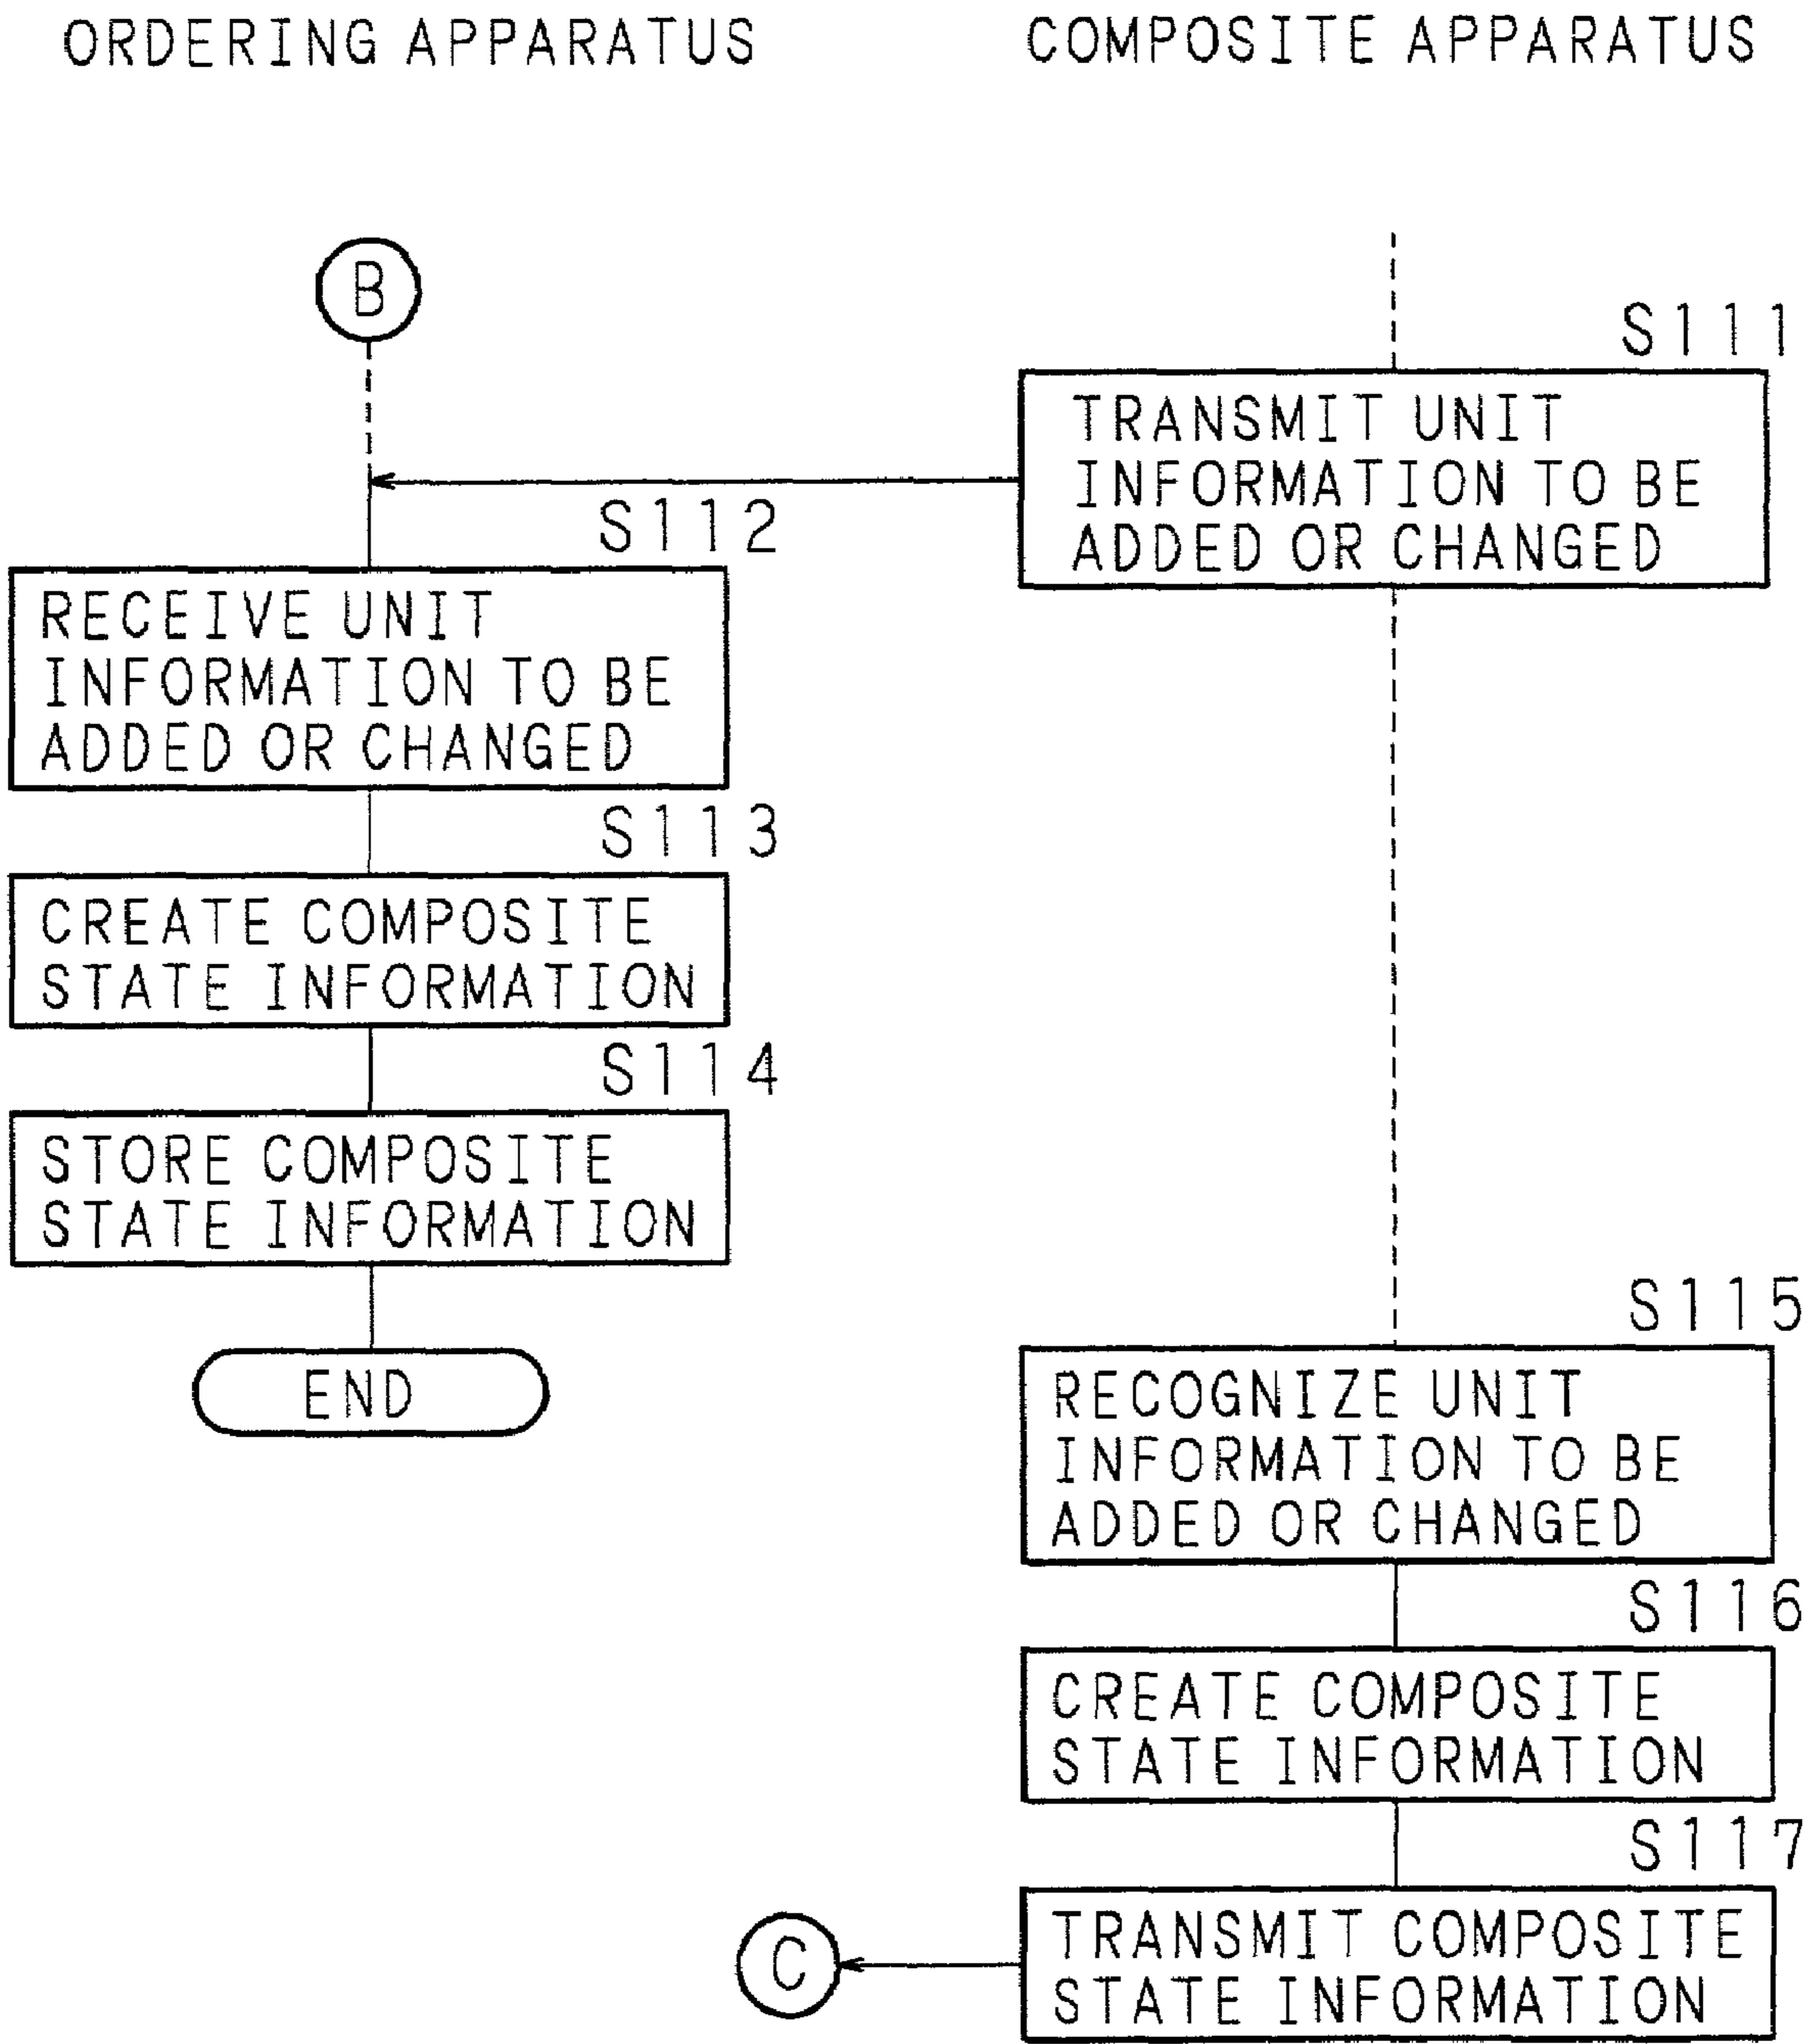 ORDERING APPARATUS
COMPOSITE APPARATUS
B
S111
TRANSMIT UNIT
INFORMATION TO BE
ADDED OR CHANGED
S112
RECEIVE UNIT
INFORMATION TO BE
ADDED OR CHANGED
S113
CREATE COMPOSITE
STATE INFORMATION
S114
STORE COMPOSITE
STATE INFORMATION
END
S115
RECOGNIZE UNIT
INFORMATION TO BE
ADDED OR CHANGED
S116
CREATE COMPOSITE
STATE INFORMATION
S117
TRANSMIT COMPOSITE
STATE INFORMATION
C